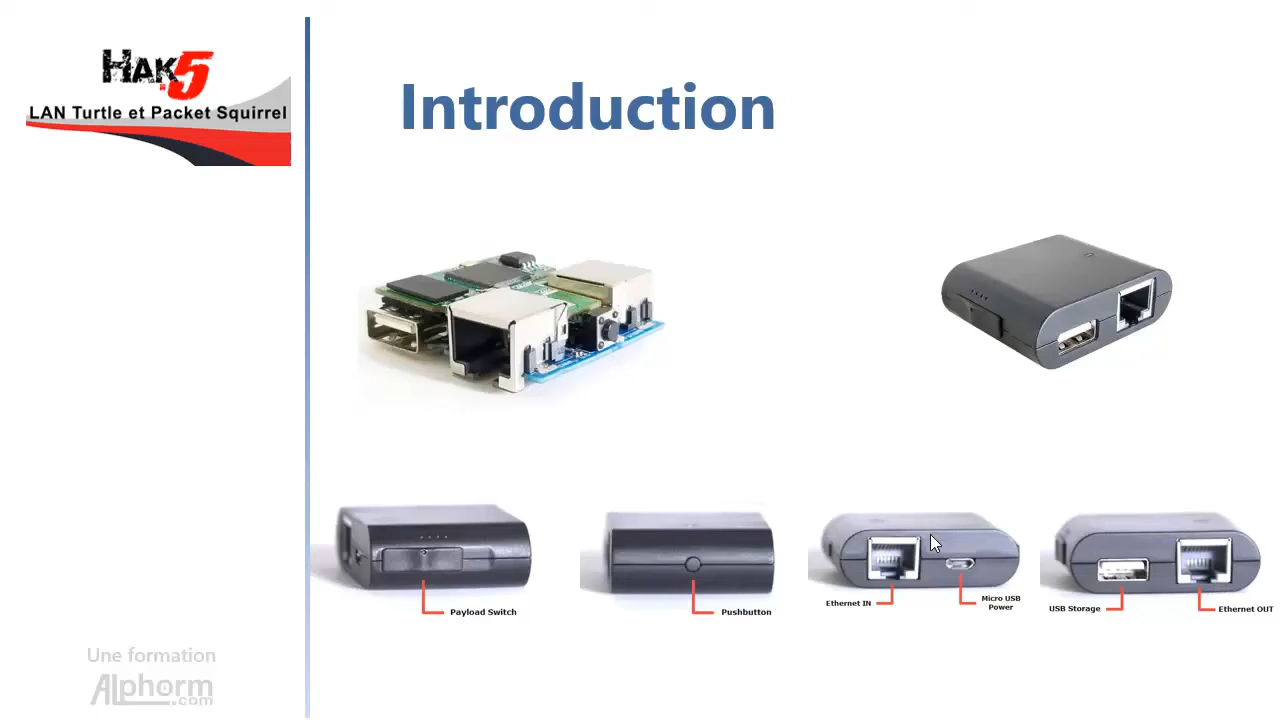 HAK5
LAN Turtle et Packet Squirrel
Introduction
Payload Switch
Pushbutton
Ethernet IN
Micro USB
Power
USB Storage
Ethernet OUT
Une formation
Alphorm
.com